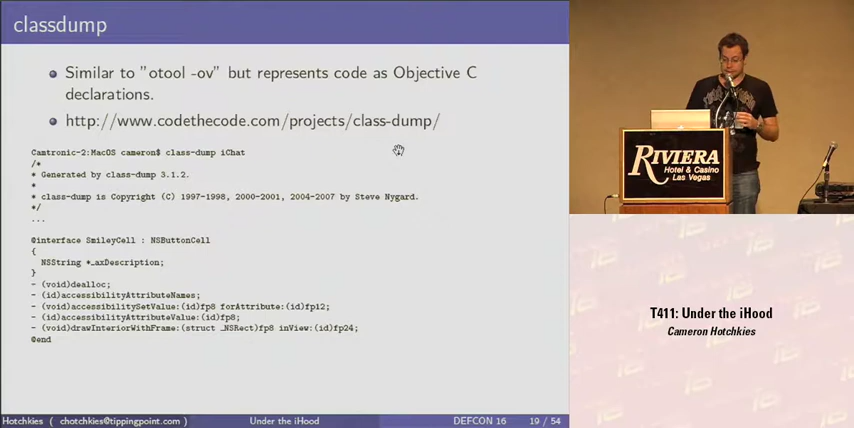 classdump
Similar to "otool -ov" but represents code as Objective C
declarations.
http://www.codethecode.com/projects/class-dump/
Camtronic-2:MacOS cameron$ class-dump iChat
/*
* Generated by class-dump 3.1.2.
*
* class-dump is Copyright (C) 1997-1998, 2000-2001, 2004-2007 by Steve Nygard.
*/
...
@interface SmileyCell : NSButtonCell
{
NSString *_axDescription;
}
- (void)dealloc;
- (id)accessibilityAttributeNames;
- (void)accessibilitySetValue:(id)fp8 forAttribute:(id)fp12;
- (id)accessibilityAttributeValue:(id)fp8;
- (void)drawInteriorWithFrame:(struct _NSRect)fp8 inView:(id)fp24;
@end
Hotchkies ( chotchkies@tippingpoint.com ) Under the iHood DEFCON 16 19 / 54
RIVIERA
Hotel & Casino
Las Vegas
T411: Under the iHood
Cameron Hotchkies